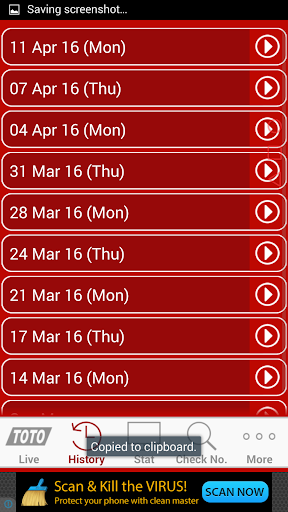 Saving screenshot...
11 Apr 16 (Mon)
07 Apr 16 (Thu)
04 Apr 16 (Mon)
31 Mar 16 (Thu)
28 Mar 16 (Mon)
24 Mar 16 (Thu)
21 Mar 16 (Mon)
17 Mar 16 (Thu)
14 Mar 16 (Mon)
TOTO
Copied to clipboard.
Live History Stat Check No. More
Scan & Kill the VIRUS!
Protect your phone with clean master
SCAN NOW